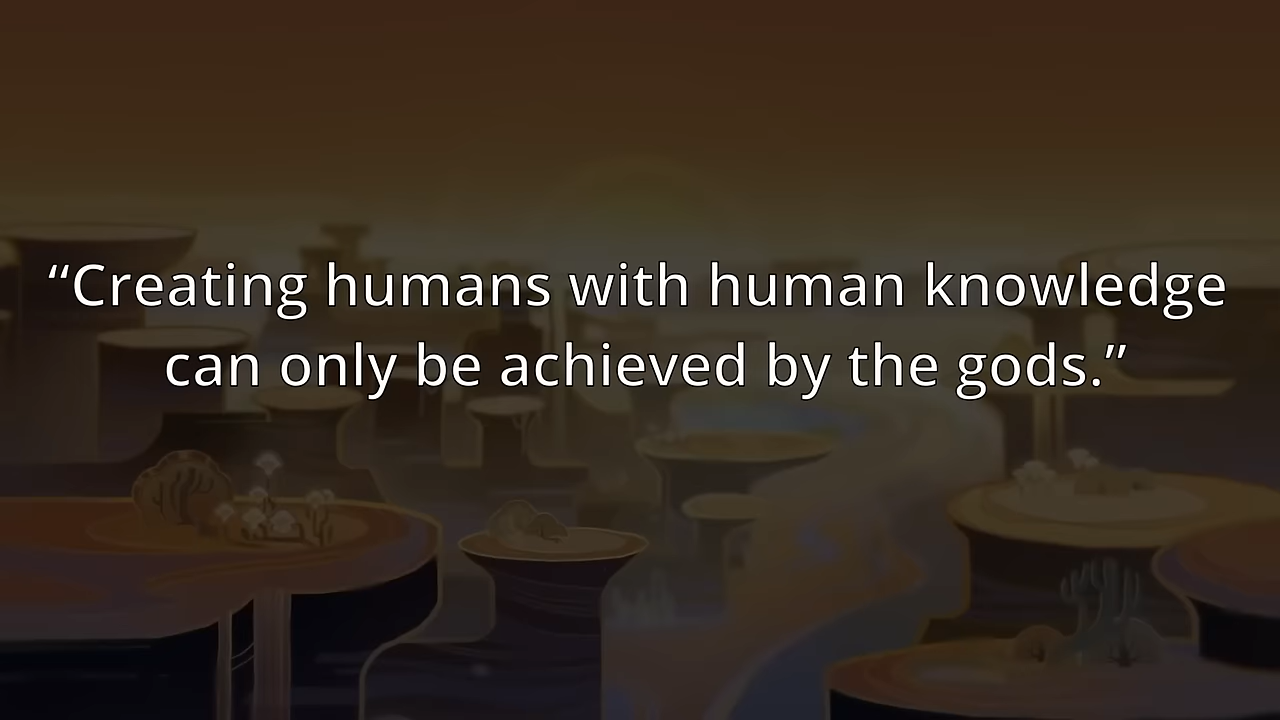 “Creating humans with human knowledge
can only be achieved by the gods.”